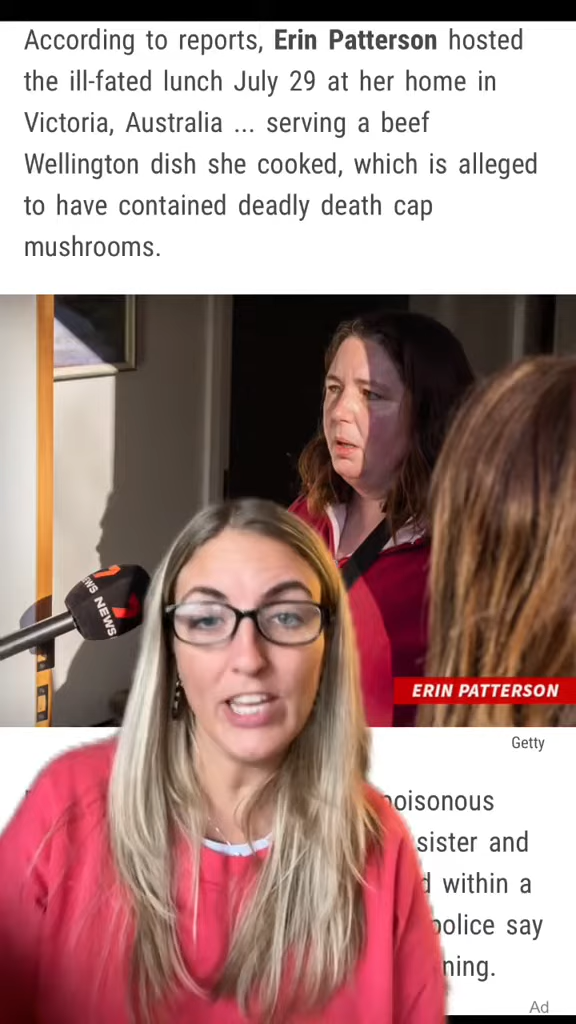 According to reports, Erin Patterson hosted
the ill-fated lunch July 29 at her home in
Victoria, Australia ... serving a beef
Wellington dish she cooked, which is alleged
to have contained deadly death cap
mushrooms.
NEWS
ERIN PATTERSON
Getty
poisonous
sister and
within a
police say
Ad